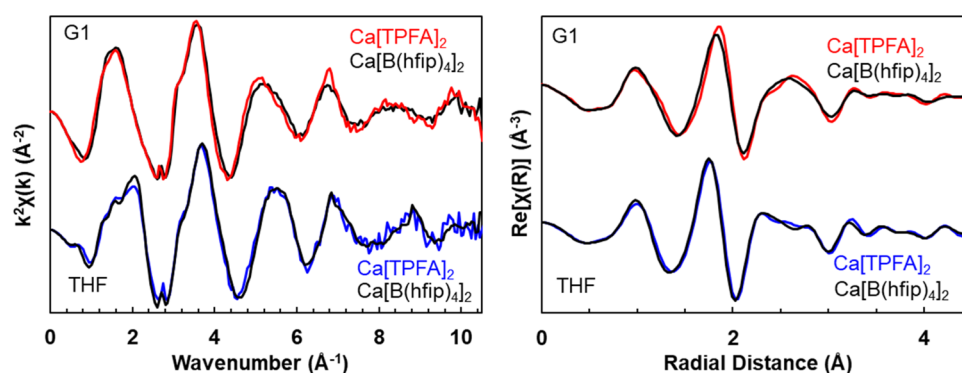 G1
Ca[TPFA]₂
Ca[B(hfip)₄]₂
K²χ(k) (Å⁻²)
Ca[TPFA]₂
Ca[B(hfip)₄]₂
THF
0 2 4 6 8 10
Wavenumber (Å⁻¹)
G1
Ca[TPFA]₂
Ca[B(hfip)₄]₂
Re[χ(R)] Å⁻³)
Ca[TPFA]₂
Ca[B(hfip)₄]₂
THF
0 2 4
Radial Distance (Å)